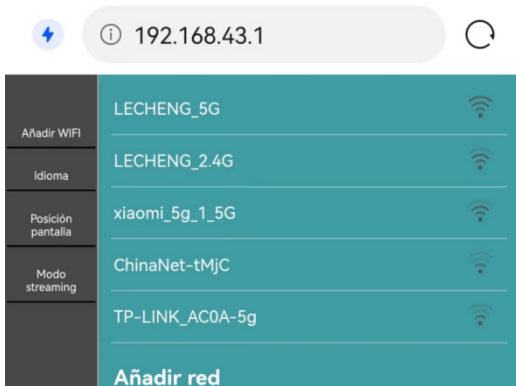 192.168.43.1
Añadir WIFI
Idioma
Posición
pantalla
Modo
streaming
LECHENG_5G
LECHENG_2.4G
xiaomi_5g_1_5G
ChinaNet-tMjC
TP-LINK_AC0A-5g
Añadir red